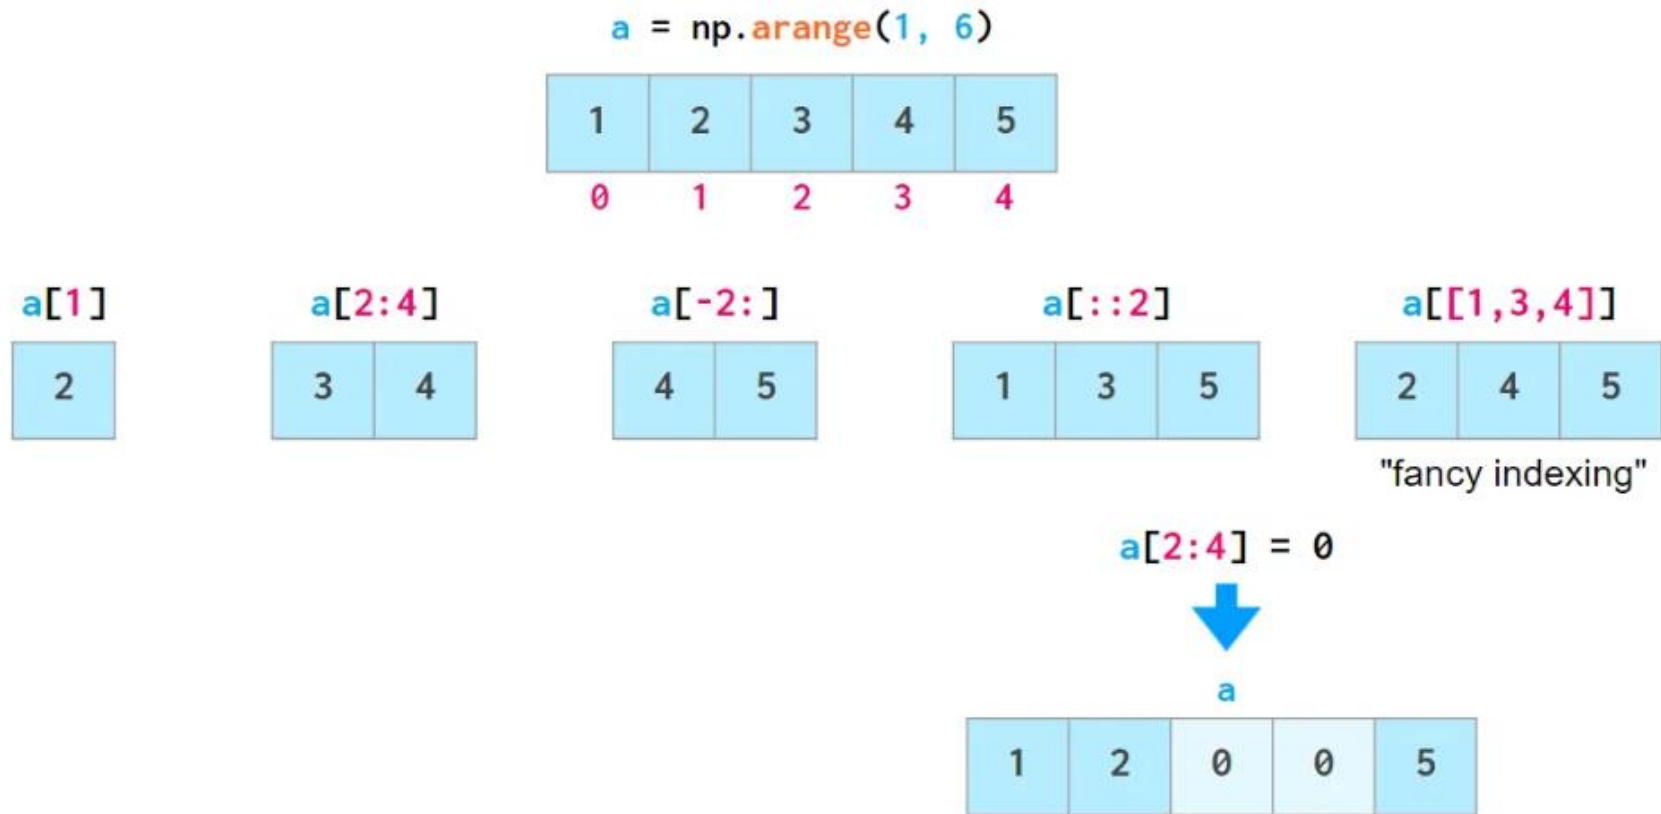 a = np.arange(1, 6)
1 2 3 4 5
0 1 2 3 4
a[1] a[2:4] a[-2:] a[::2] a[[1,3,4]]
2 3 4 4 5 1 3 5 2 4 5
"fancy indexing"
a[2:4] = 0
a
1 2 0 0 5